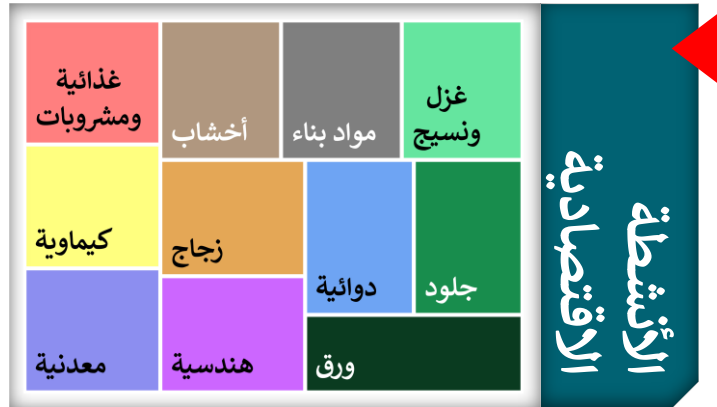 الأنشطة
الاقتصادية
غزل
ونسيج
مواد بناء
أخشاب
غذائية
ومشروبات
جلود
دوائية
زجاج
كيماوية
ورق
هندسية
معدنية